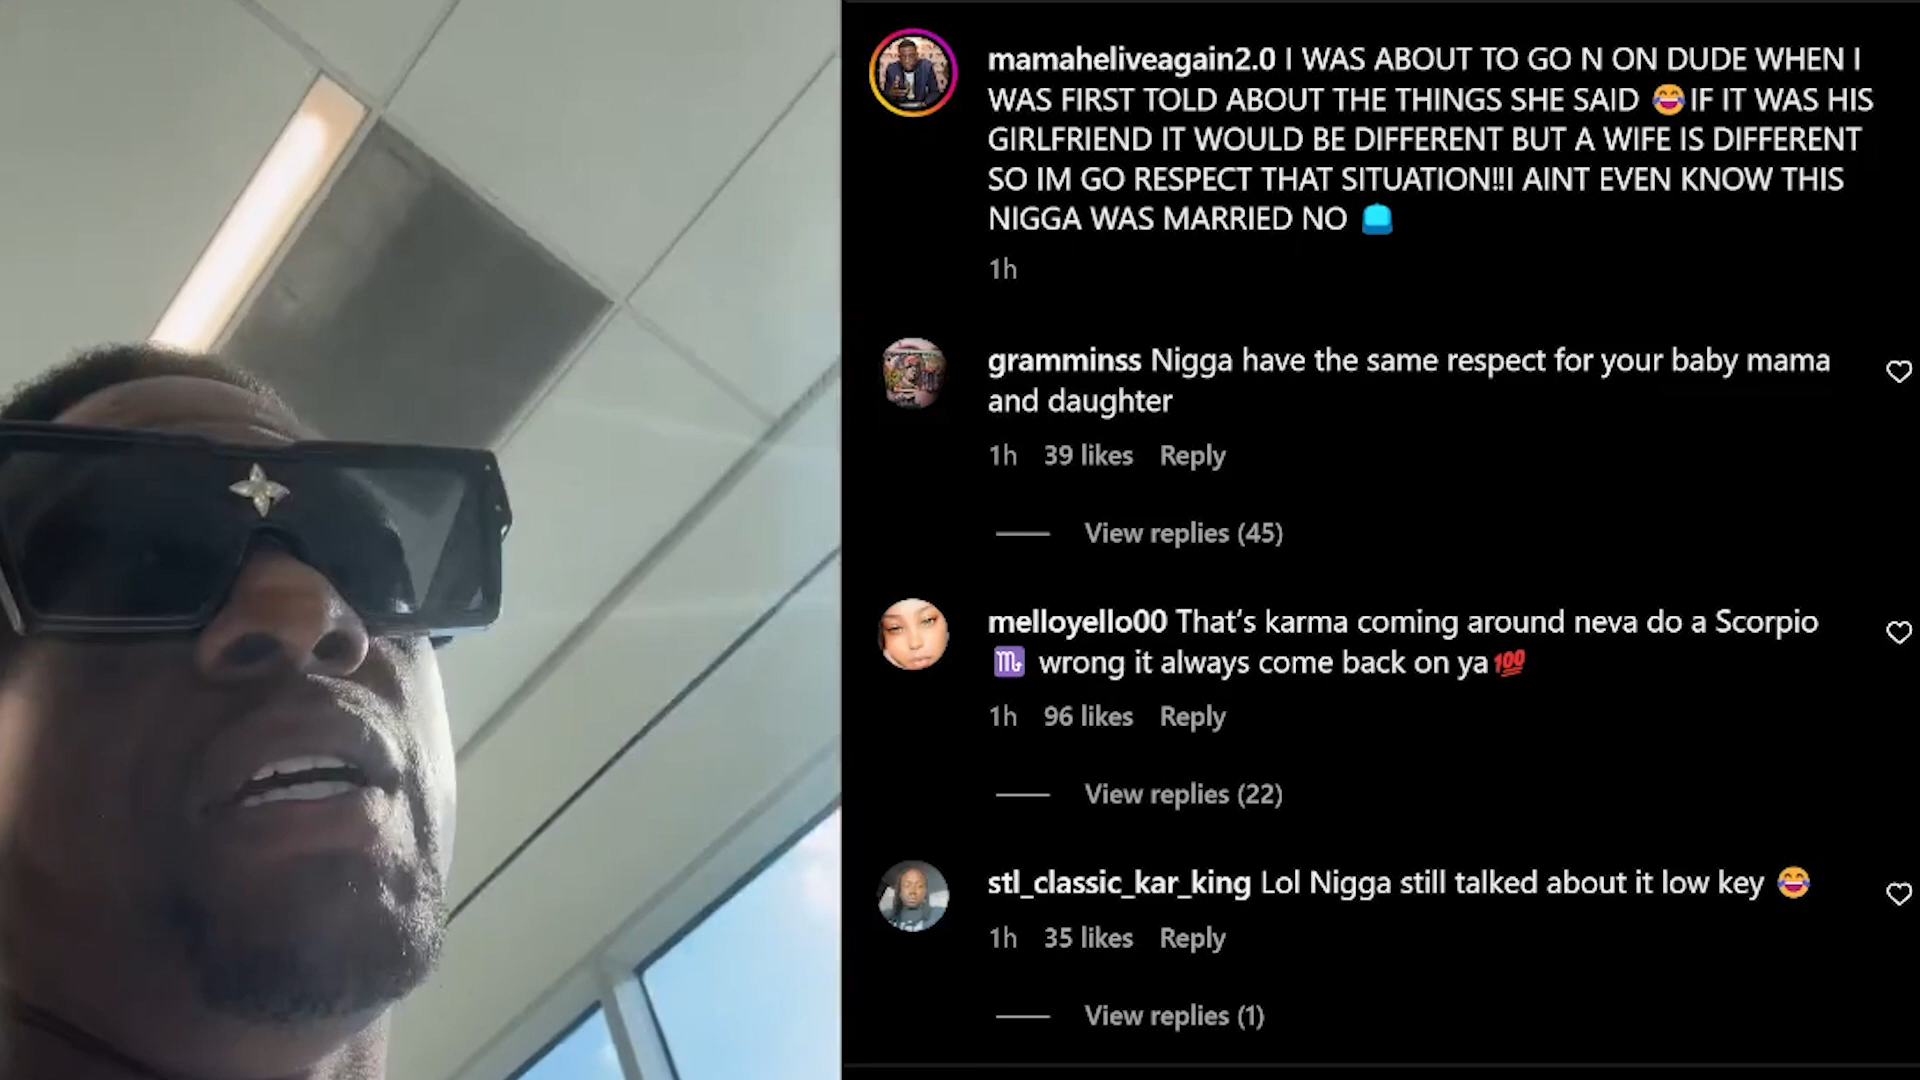 mamaheliveagain2.0 I WAS ABOUT TO GO N ON DUDE WHEN I
WAS FIRST TOLD ABOUT THE THINGS SHE SAID 😂IF IT WAS HIS
GIRLFRIEND IT WOULD BE DIFFERENT BUT A WIFE IS DIFFERENT
SO IM GO RESPECT THAT SITUATION!!I AINT EVEN KNOW THIS
NIGGA WAS MARRIED NO 🧢
1h
gramminss Nigga have the same respect for your baby mama
and daughter
1h 39 likes Reply
View replies (45)
melloyello00 That's karma coming around neva do a Scorpio
♏ wrong it always come back on ya💯
1h 96 likes Reply
View replies (22)
stl_classic_kar_king Lol Nigga still talked about it low key 😂
1h 35 likes Reply
View replies (1)